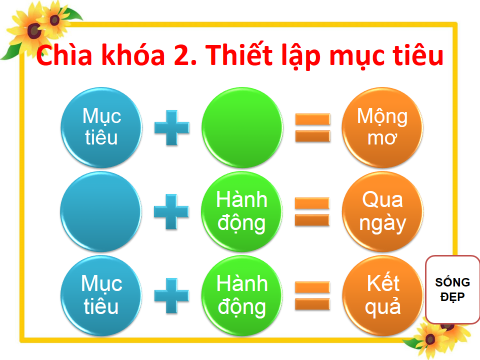 Chìa khóa 2. Thiết lập mục tiêu
Mục
tiêu
Mộng
mơ
Hành
động
Qua
ngày
Mục
tiêu
Hành
động
Kết
quả
SÓNG
ĐẸP